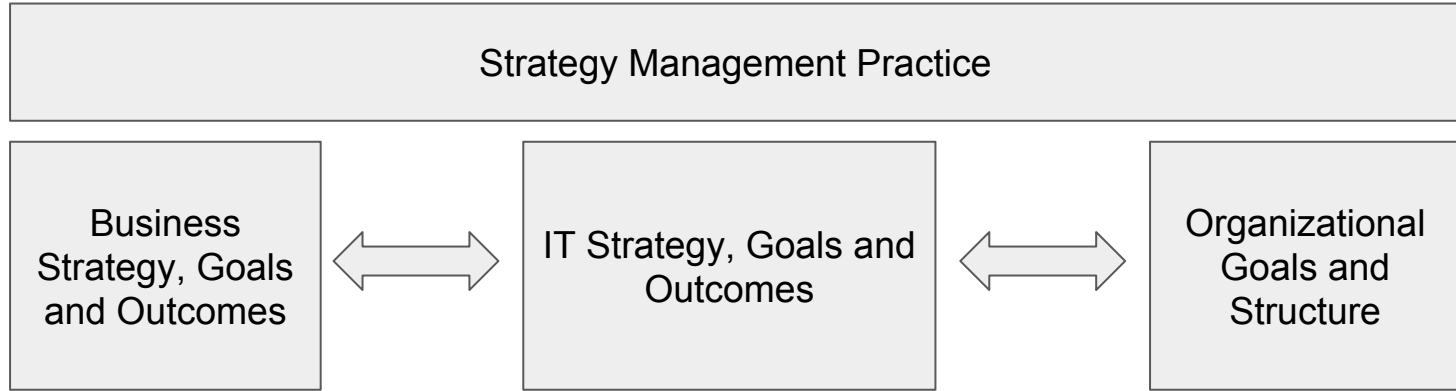 Strategy Management Practice
Business
Strategy, Goals
and Outcomes
IT Strategy, Goals and
Outcomes
Organizational
Goals and
Structure